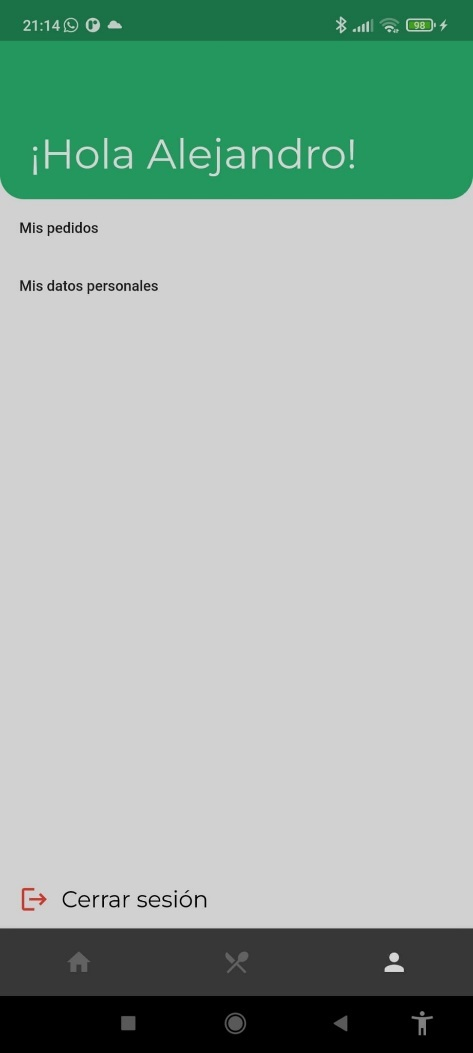 21:14
98
¡Hola Alejandro!
Mis pedidos
Mis datos personales
Cerrar sesión